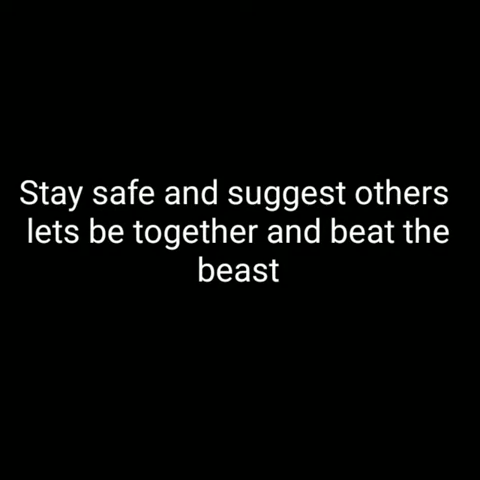 Stay safe and suggest others
lets be together and beat the
beast